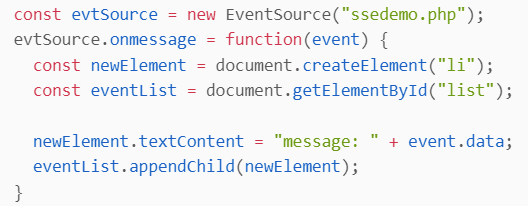 const evtSource = new EventSource("ssedemo.php");
evtSource.onmessage = function(event) {
  const newElement = document.createElement("li");
  const eventList = document.getElementById("list");

  newElement.textContent = "message: " + event.data;
  eventList.appendChild(newElement);
}